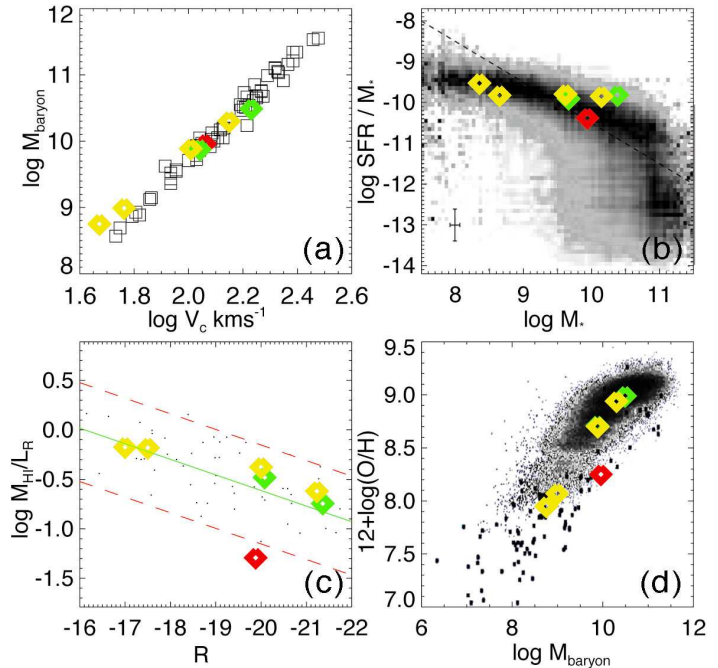 12
11
10
9
8
log M_baryon
(a)
1.6 1.8 2.0 2.2 2.4 2.6
log V_c kms^-1
-8
-9
-10
-11
-12
-13
-14
log SFR / M_*
(b)
8 9 10 11
log M_*
0.5
0.0
-0.5
-1.0
-1.5
log M_HI/L_R
(c)
-16 -17 -18 -19 -20 -21 -22
R
9.5
9.0
8.5
8.0
7.5
7.0
12+log(O/H)
(d)
6 8 10 12
log M_baryon